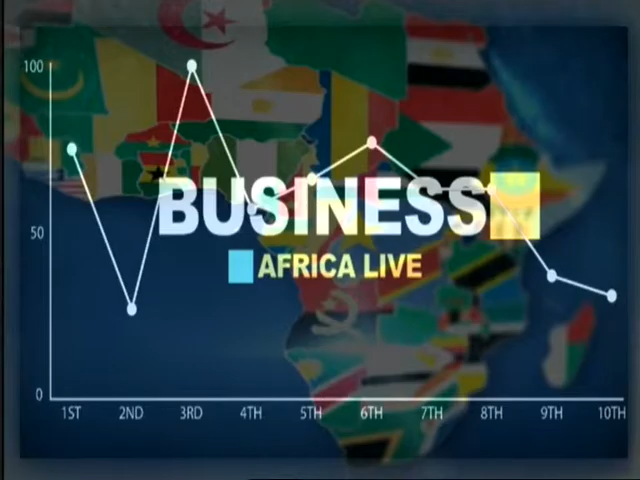 100
BUSINESS
50
AFRICA LIVE
0
1ST 2ND 3RD 4TH 5TH 6TH 7TH 8TH 9TH 10TH